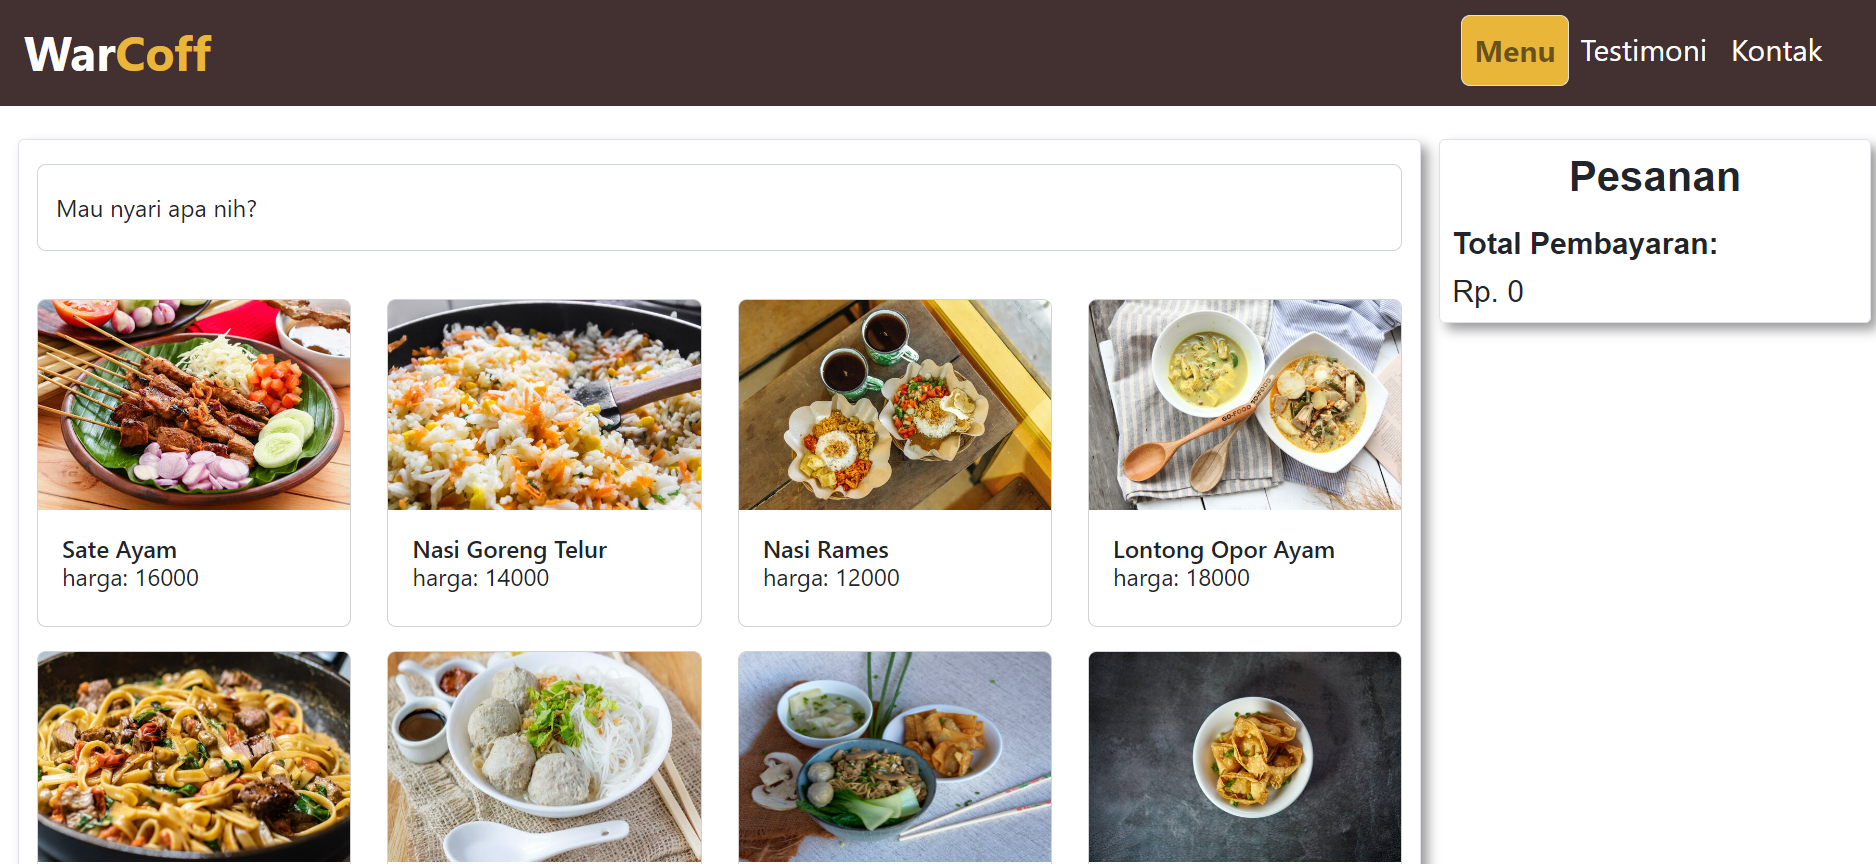 WarCoff
Menu Testimoni Kontak
Mau nyari apa nih?
Pesanan
Total Pembayaran:
Rp. 0
Sate Ayam
harga: 16000
Nasi Goreng Telur
harga: 14000
Nasi Rames
harga: 12000
Lontong Opor Ayam
harga: 18000